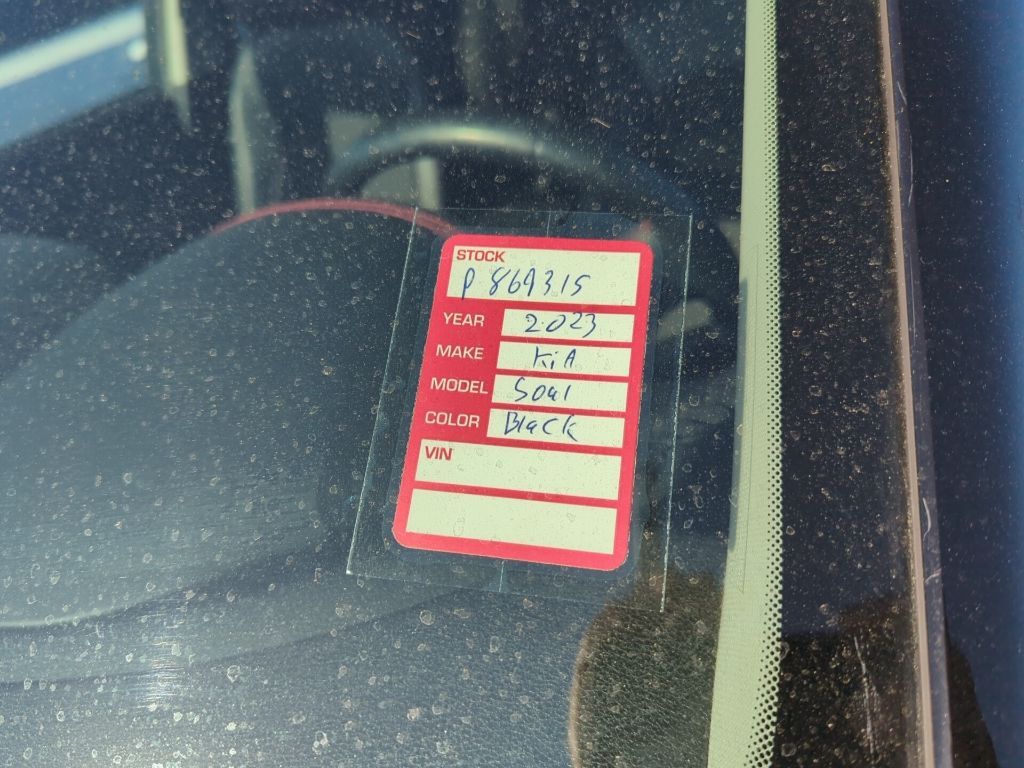 STOCK
P 869315
YEAR 2023
MAKE KiA
MODEL Soul
COLOR Black
VIN